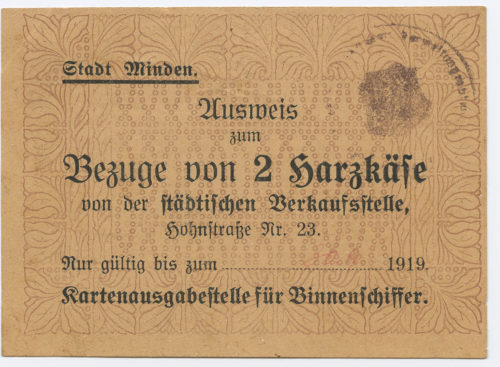 Stadt Minden.
Ausweis
zum
Bezuge von 2 Harzkäse
von der städtischen Verkaufsstelle,
Hohnstraße Nr. 23.
Nur gültig bis zum 1919.
Kartenausgabestelle für Binnenschiffer.